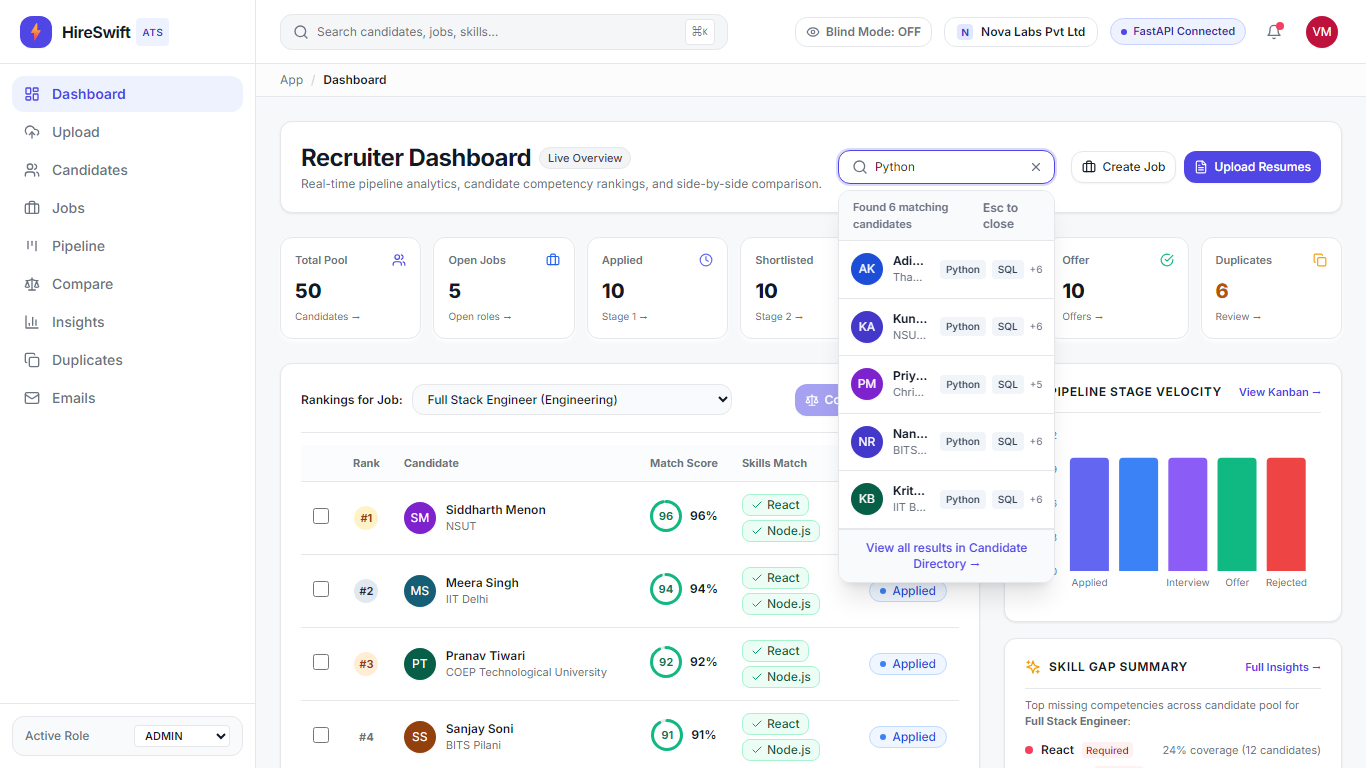 HireSwift ATS
Search candidates, jobs, skills...
⌘K
Blind Mode: OFF
N Nova Labs Pvt Ltd
FastAPI Connected
VM
Dashboard
Upload
Candidates
Jobs
Pipeline
Compare
Insights
Duplicates
Emails
Active Role
ADMIN
App / Dashboard
Recruiter Dashboard
Live Overview
Real-time pipeline analytics, candidate competency rankings, and side-by-side comparison.
Python
Create Job
Upload Resumes
Found 6 matching
candidates
Esc to
close
AK Adi... Tha... Python SQL +6
KA Kun... NSU... Python SQL +6
PM Priy... Chri... Python SQL +5
NR Nan... BITS... Python SQL +6
KB Krit... IIT B... Python SQL +6
View all results in Candidate
Directory →
Total Pool
50
Candidates →
Open Jobs
5
Open roles →
Applied
10
Stage 1 →
Shortlisted
10
Stage 2 →
Offer
10
Offers →
Duplicates
6
Review →
Rankings for Job:
Full Stack Engineer (Engineering)
Rank Candidate Match Score Skills Match
#1 SM Siddharth Menon
NSUT
96 96%
React
Node.js
#2 MS Meera Singh
IIT Delhi
94 94%
React
Node.js
Applied
#3 PT Pranav Tiwari
COEP Technological University
92 92%
React
Node.js
Applied
#4 SS Sanjay Soni
BITS Pilani
91 91%
React
Node.js
Applied
PIPELINE STAGE VELOCITY
View Kanban →
Applied Interview Offer Rejected
SKILL GAP SUMMARY
Full Insights →
Top missing competencies across candidate pool for
Full Stack Engineer:
React Required 24% coverage (12 candidates)